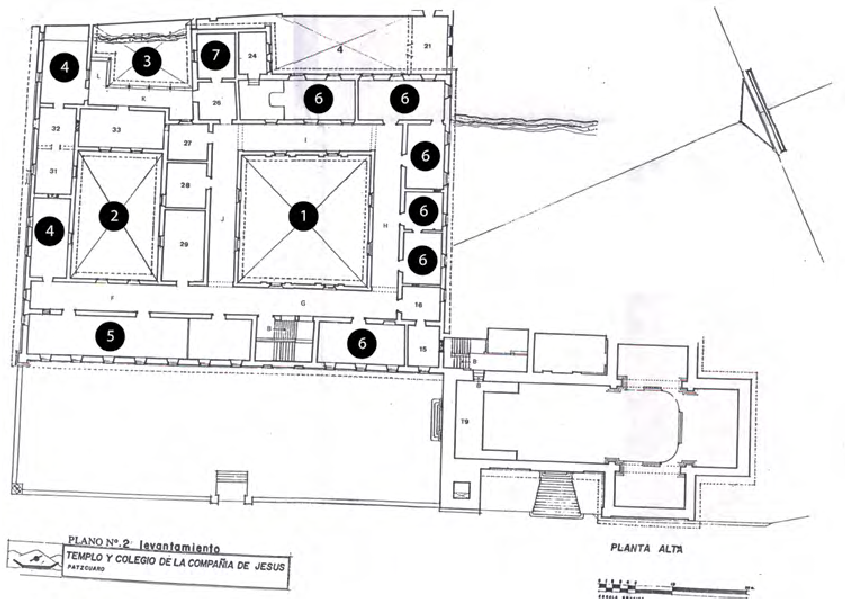 4
21
24
7
3
4
L
K
26
6
6
32
33
27
I
6
31
28
2
1
6
J
H
4
29
6
F
G
18
5
B
6
15
19
PLANO Nº.2 levantamiento
TEMPLO Y COLEGIO DE LA COMPAÑIA DE JESUS
PATZCUARO
PLANTA ALTA